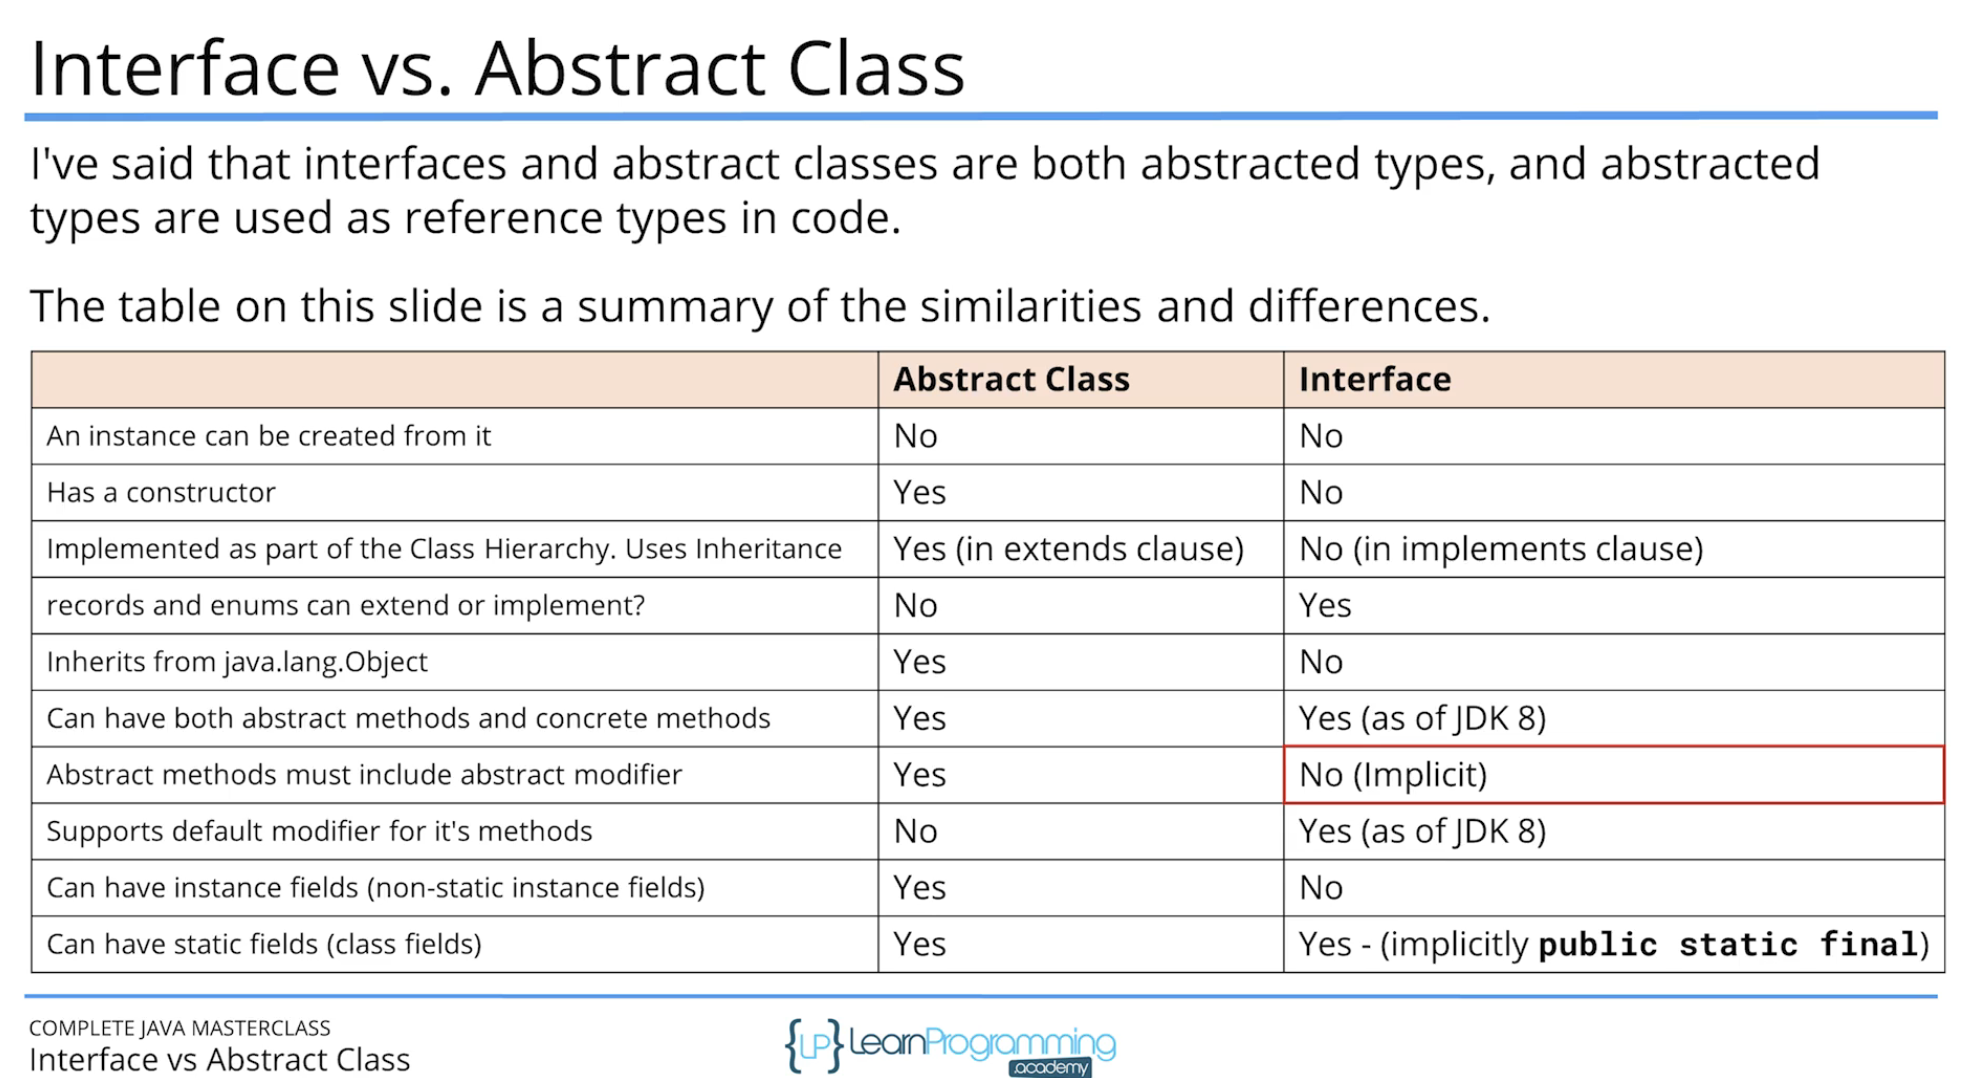 Interface vs. Abstract Class
I've said that interfaces and abstract classes are both abstracted types, and abstracted
types are used as reference types in code.
The table on this slide is a summary of the similarities and differences.
Abstract Class Interface
An instance can be created from it No No
Has a constructor Yes No
Implemented as part of the Class Hierarchy. Uses Inheritance Yes (in extends clause) No (in implements clause)
records and enums can extend or implement? No Yes
Inherits from java.lang.Object Yes No
Can have both abstract methods and concrete methods Yes Yes (as of JDK 8)
Abstract methods must include abstract modifier Yes No (Implicit)
Supports default modifier for it's methods No Yes (as of JDK 8)
Can have instance fields (non-static instance fields) Yes No
Can have static fields (class fields) Yes Yes - (implicitly public static final)
COMPLETE JAVA MASTERCLASS
Interface vs Abstract Class
{LP} LearnProgramming
.academy